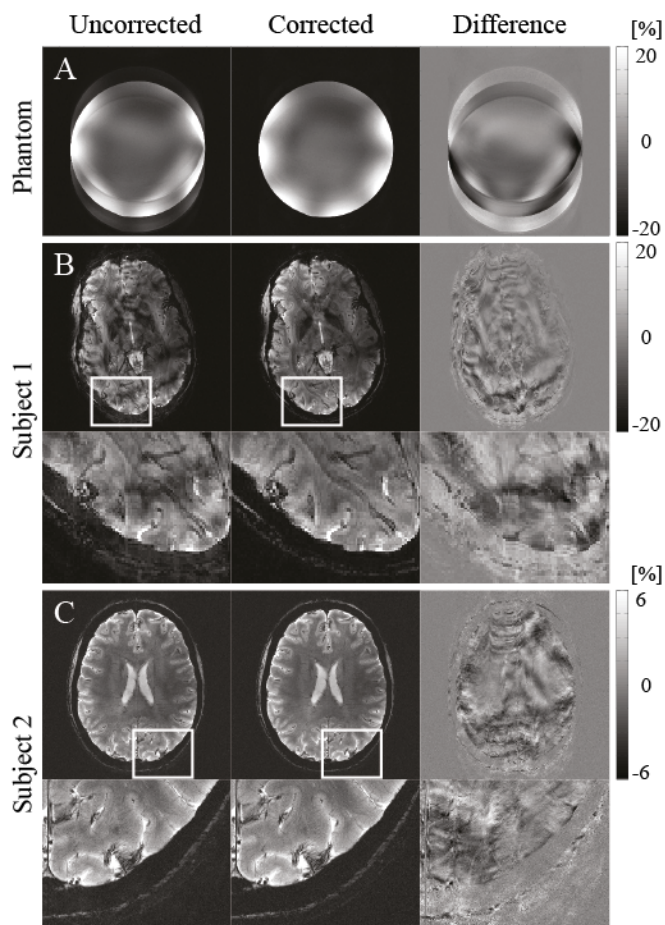 Uncorrected Corrected Difference [%]
A
20
0
-20
Phantom
B
20
0
-20
Subject 1
[%]
C
6
0
-6
Subject 2